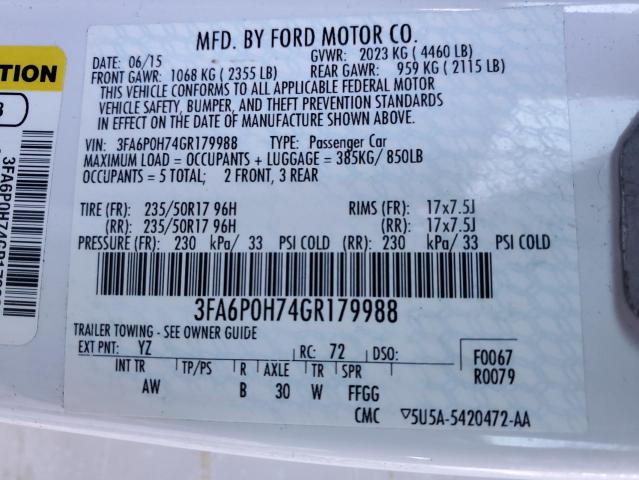 MFD. BY FORD MOTOR CO.
DATE: 06/15 GVWR: 2023 KG ( 4460 LB)
FRONT GAWR: 1068 KG ( 2355 LB) REAR GAWR: 959 KG ( 2115 LB)
THIS VEHICLE CONFORMS TO ALL APPLICABLE FEDERAL MOTOR
VEHICLE SAFETY, BUMPER, AND THEFT PREVENTION STANDARDS
IN EFFECT ON THE DATE OF MANUFACTURE SHOWN ABOVE.
VIN: 3FA6P0H74GR179988 TYPE: Passenger Car
MAXIMUM LOAD = OCCUPANTS + LUGGAGE = 385KG/ 850LB
OCCUPANTS = 5 TOTAL; 2 FRONT, 3 REAR
TIRE (FR): 235/50R17 96H RIMS (FR): 17x7.5J
(RR): 235/50R17 96H (RR): 17x7.5J
PRESSURE (FR): 230 kPa/ 33 PSI COLD (RR): 230 kPa/ 33 PSI COLD
3FA6P0H74GR179988
TRAILER TOWING - SEE OWNER GUIDE
EXT PNT: YZ RC: 72 DSO: F0067
INT TR TP/PS R AXLE TR SPR R0079
AW B 30 W FFGG
CMC ▽5U5A-5420472-AA